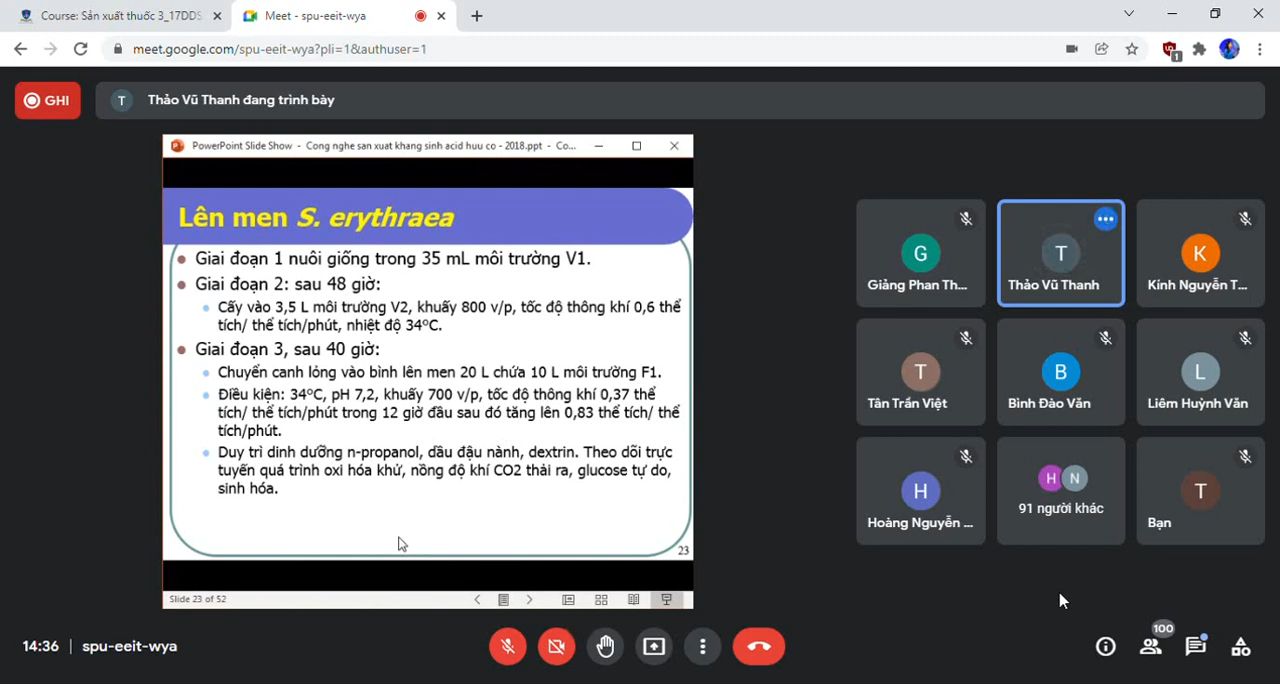 Course: Sản xuất thuốc 3_17DDS
Meet - spu-eeit-wya
meet.google.com/spu-eeit-wya?pli=1&authuser=1
1
GHI
T
Thảo Vũ Thanh đang trình bày
PowerPoint Slide Show - Cong nghe san xuat khang sinh acid huu co - 2018.ppt - Co...
Lên men S. erythraea
Giai đoạn 1 nuôi giống trong 35 mL môi trường V1.
Giai đoạn 2: sau 48 giờ:
Cấy vào 3,5 L môi trường V2, khuấy 800 v/p, tốc độ thông khí 0,6 thể
tích/ thể tích/phút, nhiệt độ 34ºC.
Giai đoạn 3, sau 40 giờ:
Chuyển canh lỏng vào bình lên men 20 L chứa 10 L môi trường F1.
Điều kiện: 34ºC, pH 7,2, khuấy 700 v/p, tốc độ thông khí 0,37 thể
tích/ thể tích/phút trong 12 giờ đầu sau đó tăng lên 0,83 thể tích/ thể
tích/phút.
Duy trì dinh dưỡng n-propanol, dầu đậu nành, dextrin. Theo dõi trực
tuyến quá trình oxi hóa khử, nồng độ khí CO2 thải ra, glucose tự do,
sinh hóa.
23
Slide 23 of 52
G
Giảng Phan Th...
T
Thảo Vũ Thanh
K
Kính Nguyễn T...
T
Tân Trần Việt
B
Bình Đào Văn
L
Liêm Huỳnh Văn
H
Hoàng Nguyễn ...
H
N
91 người khác
T
Bạn
14:36 | spu-eeit-wya
100